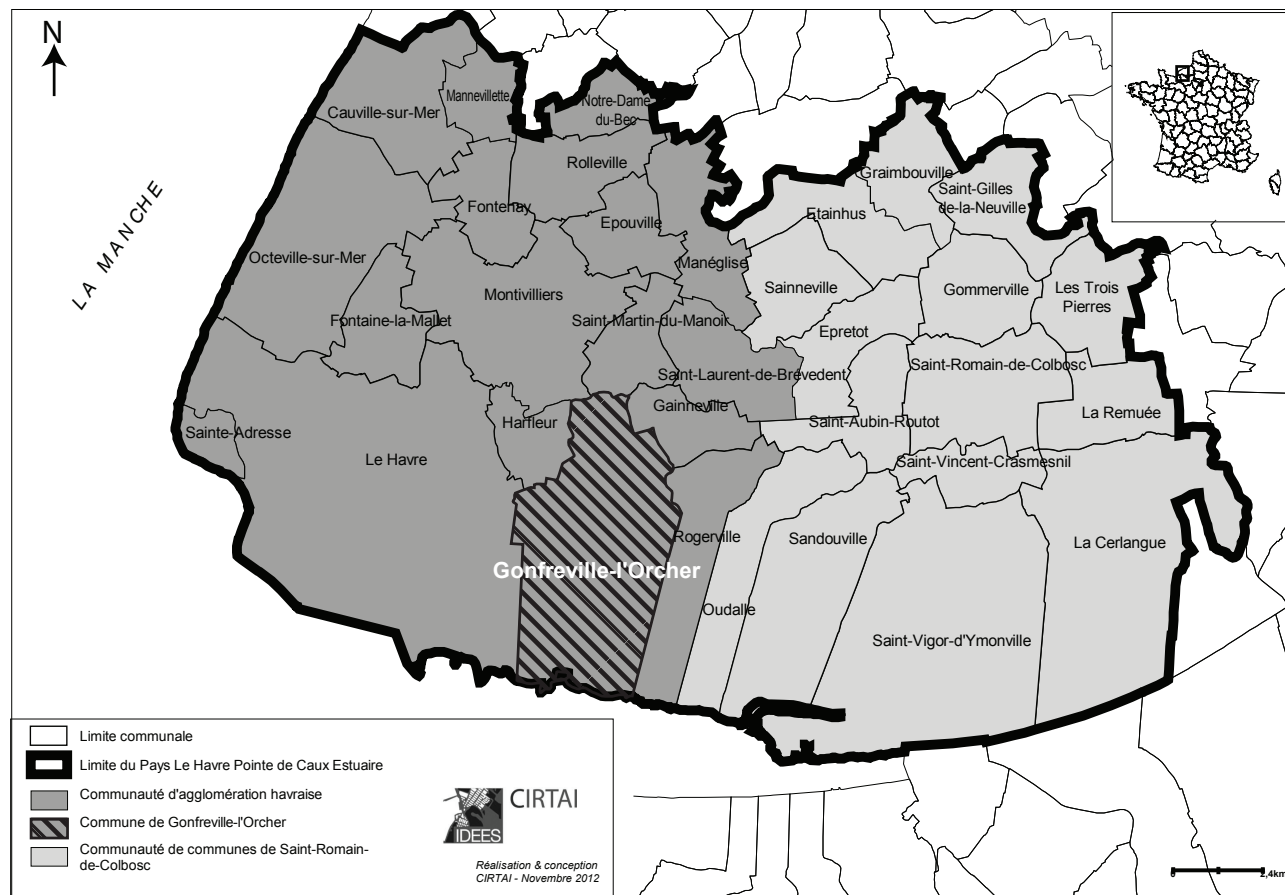 N
LA MANCHE
Cauville-sur-Mer
Mannevillette
Notre-Dame
du-Bec
Rolleville
Graimbouville
Saint-Gilles
de-la-Neuville
Fontenay
Epouville
Etainhus
Octeville-sur-Mer
Manéglise
Montivilliers
Sainneville
Gommerville
Les Trois
Pierres
Fontaine-la-Mallet
Saint-Martin-du-Manoir
Epretot
Saint-Laurent-de-Brévedent
Saint-Romain-de-Colbosc
Gainneville
Sainte-Adresse
Harfleur
Saint-Aubin-Routot
La Remuée
Le Havre
Saint-Vincent-Crasmesnil
Rogerville
Sandouville
La Cerlangue
Gonfreville-l'Orcher
Oudalle
Saint-Vigor-d'Ymonville
Limite communale
Limite du Pays Le Havre Pointe de Caux Estuaire
Communauté d'agglomération havraise
Commune de Gonfreville-l'Orcher
Communauté de communes de Saint-Romain-
de-Colbosc
CIRTAI
IDEES
Réalisation & conception
CIRTAI - Novembre 2012
0 2,4km